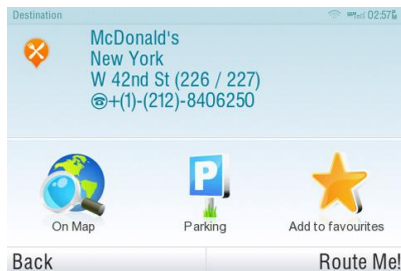 Destination
02:57
McDonald's
New York
W 42nd St (226 / 227)
☎+(1)-(212)-8406250
P
On Map
Parking
Add to favourites
Back
Route Me!